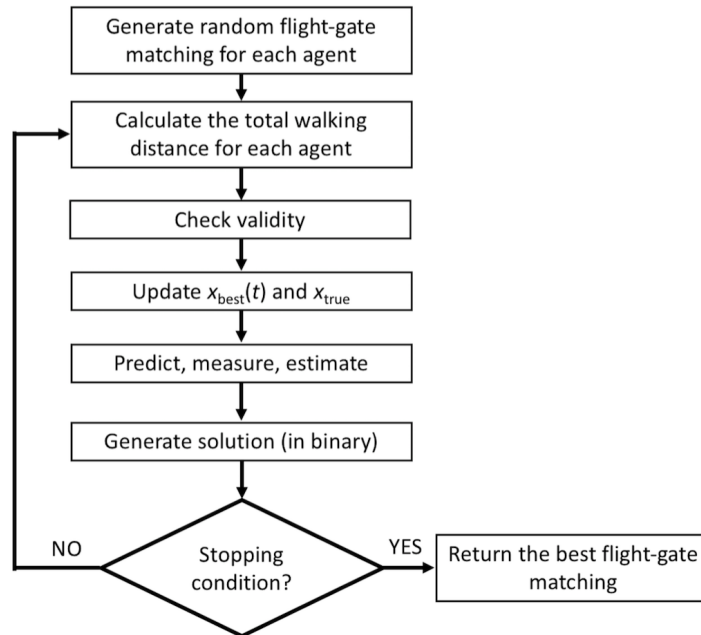 Generate random flight-gate
matching for each agent
Calculate the total walking
distance for each agent
Check validity
Update xbest(t) and xtrue
Predict, measure, estimate
Generate solution (in binary)
Stopping
condition?
NO
YES
Return the best flight-gate
matching